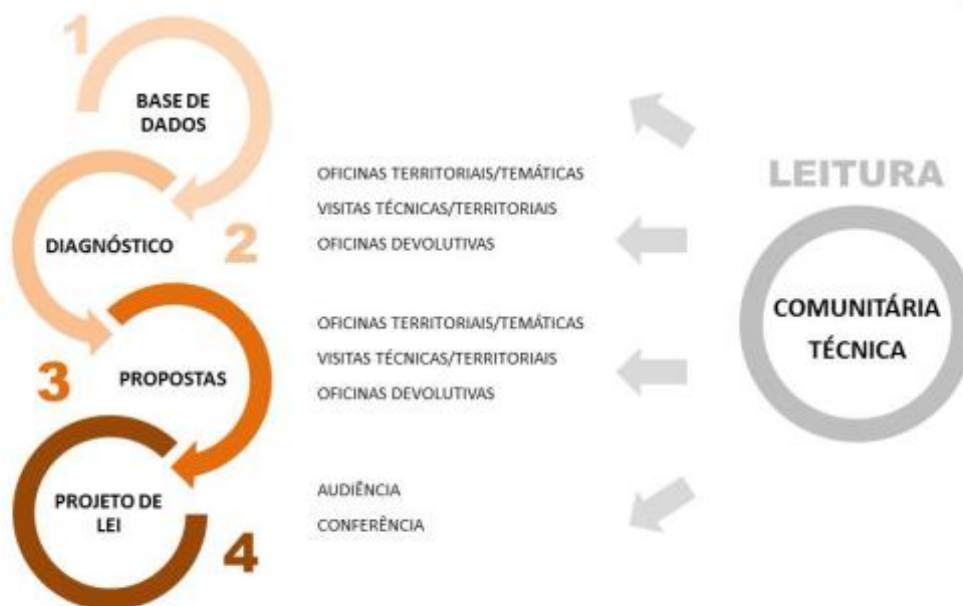 1
BASE DE
DADOS
DIAGNÓSTICO
2
OFICINAS TERRITORIAIS/TEMÁTICAS
VISITAS TÉCNICAS/TERRITORIAIS
OFICINAS DEVOLUTIVAS
3
PROPOSTAS
OFICINAS TERRITORIAIS/TEMÁTICAS
VISITAS TÉCNICAS/TERRITORIAIS
OFICINAS DEVOLUTIVAS
PROJETO DE
LEI
4
AUDIÊNCIA
CONFERÊNCIA
LEITURA
COMUNITÁRIA
TÉCNICA